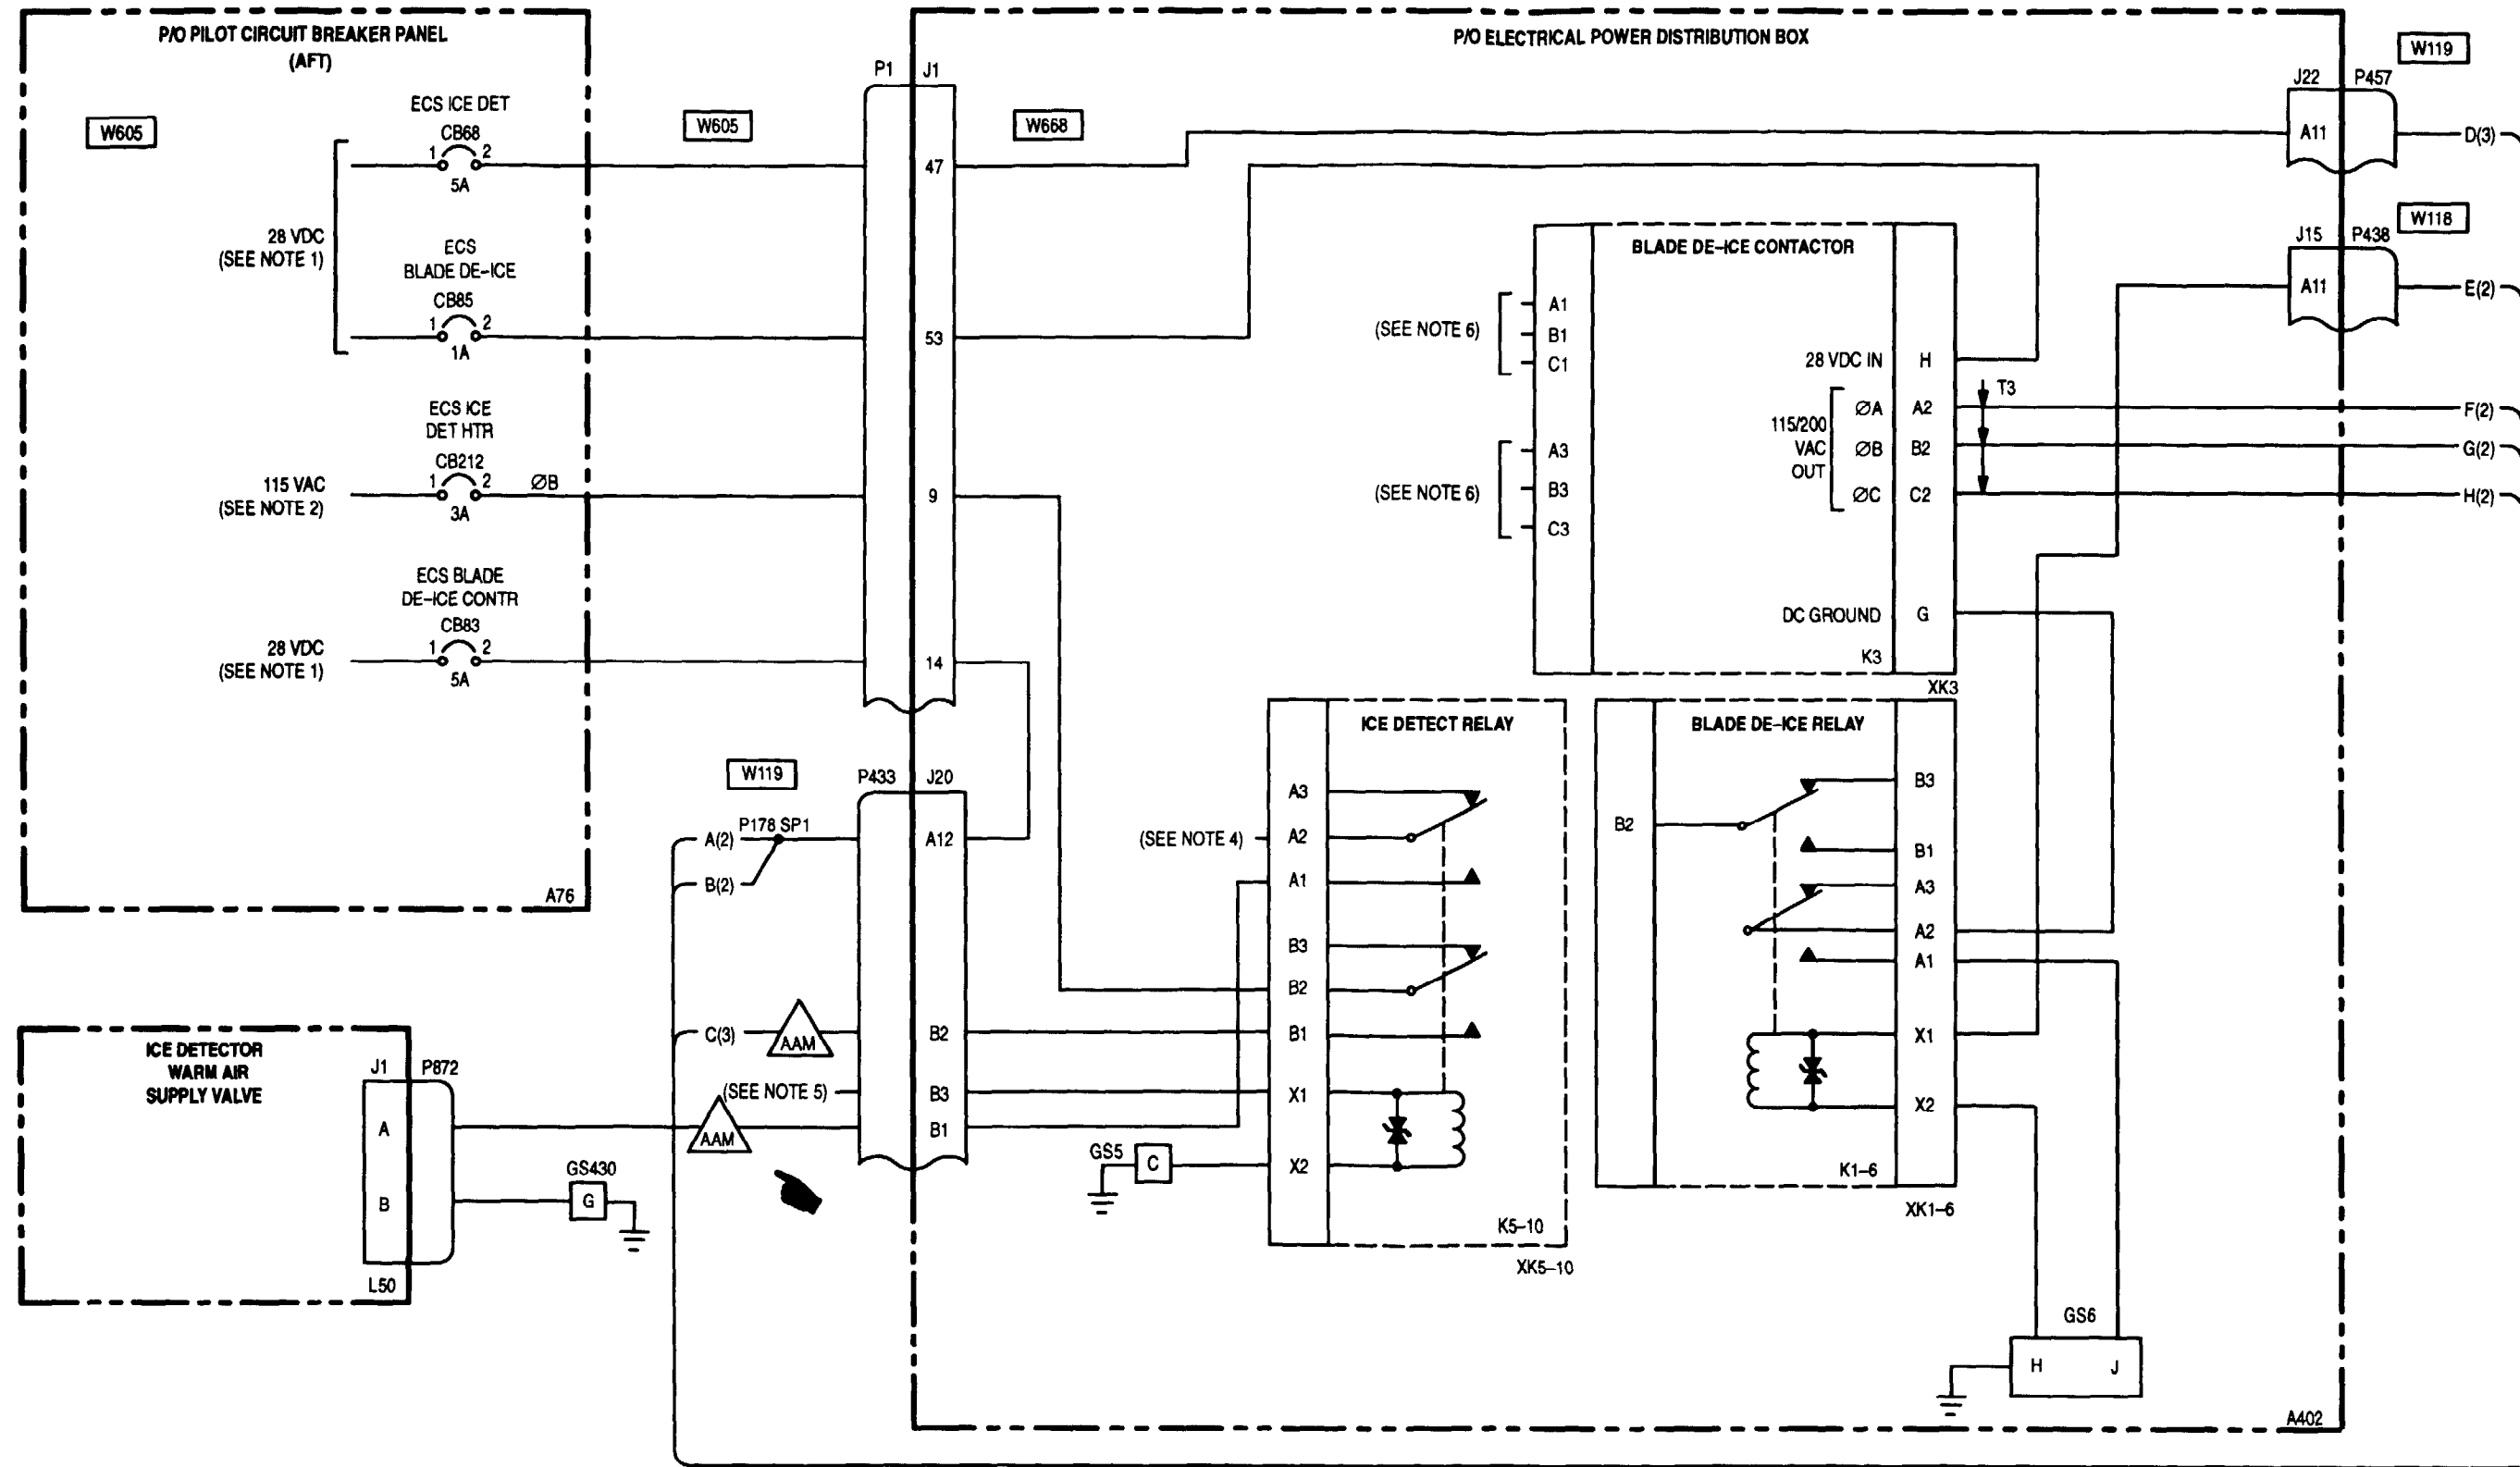 P/O PILOT CIRCUIT BREAKER PANEL
(AFT)
W605
ECS ICE DET
CB68
1 2
5A
28 VDC
(SEE NOTE 1)
ECS
BLADE DE-ICE
CB85
1 2
1A
ECS ICE
DET HTR
CB212
1 2
3A
ØB
115 VAC
(SEE NOTE 2)
ECS BLADE
DE-ICE CONTR
CB83
1 2
5A
28 VDC
(SEE NOTE 1)
A76
W605
P1 J1
47
53
9
14
P/O ELECTRICAL POWER DISTRIBUTION BOX
W668
W119
J22 P457
A11
D(3)
W118
J15 P438
A11
E(2)
F(2)
G(2)
H(2)
BLADE DE-ICE CONTACTOR
(SEE NOTE 6)
A1
B1
C1
(SEE NOTE 6)
A3
B3
C3
28 VDC IN H
T3
115/200
VAC
OUT
ØA A2
ØB B2
ØC C2
DC GROUND G
K3
XK3
W119
P433 J20
A(2) P178 SP1
A12
B(2)
C(3)
AAM
B2
(SEE NOTE 5)
B3
AAM
B1
ICE DETECT RELAY
A3
(SEE NOTE 4)
A2
A1
B3
B2
B1
X1
GS5
C
X2
K5-10
XK5-10
BLADE DE-ICE RELAY
B2
B3
B1
A3
A2
A1
X1
X2
K1-6
XK1-6
GS6
H J
A402
ICE DETECTOR
WARM AIR
SUPPLY VALVE
J1 P872
A
B
L50
GS430
G